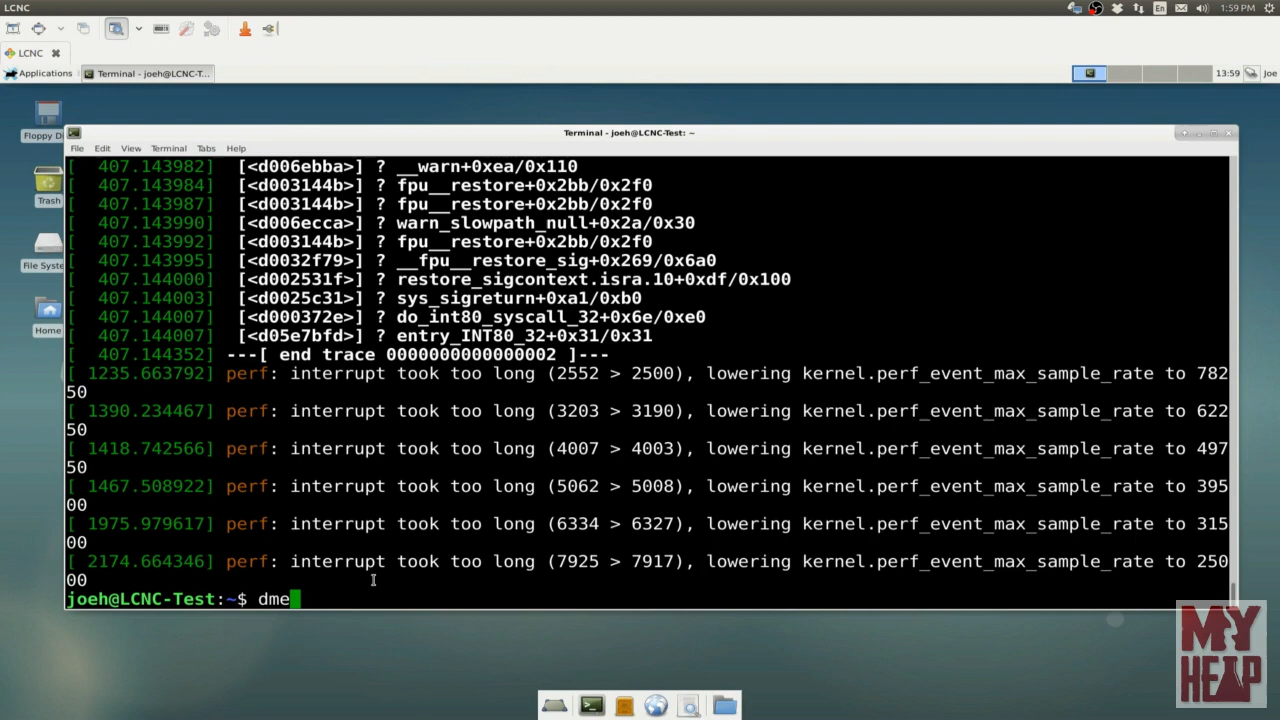 LCNC
En
1:59 PM
LCNC
Applications
Terminal - joeh@LCNC-T...
13:59
Joe
Floppy Di
Trash
File Syste
Home
Terminal - joeh@LCNC-Test: ~
File Edit View Terminal Tabs Help
[  407.143982]  [<d006ebba>] ? __warn+0xea/0x110
[  407.143984]  [<d003144b>] ? fpu__restore+0x2bb/0x2f0
[  407.143987]  [<d003144b>] ? fpu__restore+0x2bb/0x2f0
[  407.143990]  [<d006ecca>] ? warn_slowpath_null+0x2a/0x30
[  407.143992]  [<d003144b>] ? fpu__restore+0x2bb/0x2f0
[  407.143995]  [<d0032f79>] ? __fpu__restore_sig+0x269/0x6a0
[  407.144000]  [<d002531f>] ? restore_sigcontext.isra.10+0xdf/0x100
[  407.144003]  [<d0025c31>] ? sys_sigreturn+0xa1/0xb0
[  407.144007]  [<d000372e>] ? do_int80_syscall_32+0x6e/0xe0
[  407.144007]  [<d05e7bfd>] ? entry_INT80_32+0x31/0x31
[  407.144352] ---[ end trace 0000000000000002 ]---
[ 1235.663792] perf: interrupt took too long (2552 > 2500), lowering kernel.perf_event_max_sample_rate to 782
50
[ 1390.234467] perf: interrupt took too long (3203 > 3190), lowering kernel.perf_event_max_sample_rate to 622
50
[ 1418.742566] perf: interrupt took too long (4007 > 4003), lowering kernel.perf_event_max_sample_rate to 497
50
[ 1467.508922] perf: interrupt took too long (5062 > 5008), lowering kernel.perf_event_max_sample_rate to 395
00
[ 1975.979617] perf: interrupt took too long (6334 > 6327), lowering kernel.perf_event_max_sample_rate to 315
00
[ 2174.664346] perf: interrupt took too long (7925 > 7917), lowering kernel.perf_event_max_sample_rate to 250
00
joeh@LCNC-Test:~$ dme
MY
HEAP